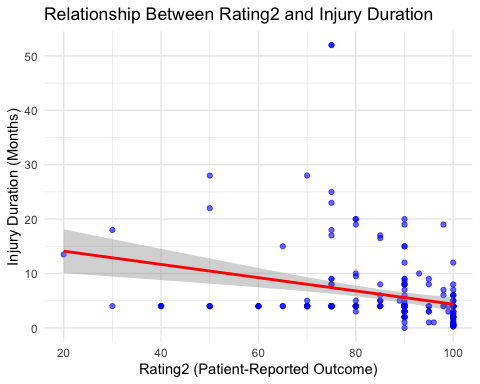 Relationship Between Rating2 and Injury Duration
Injury Duration (Months)
50
40
30
20
10
0
20 40 60 80 100
Rating2 (Patient-Reported Outcome)